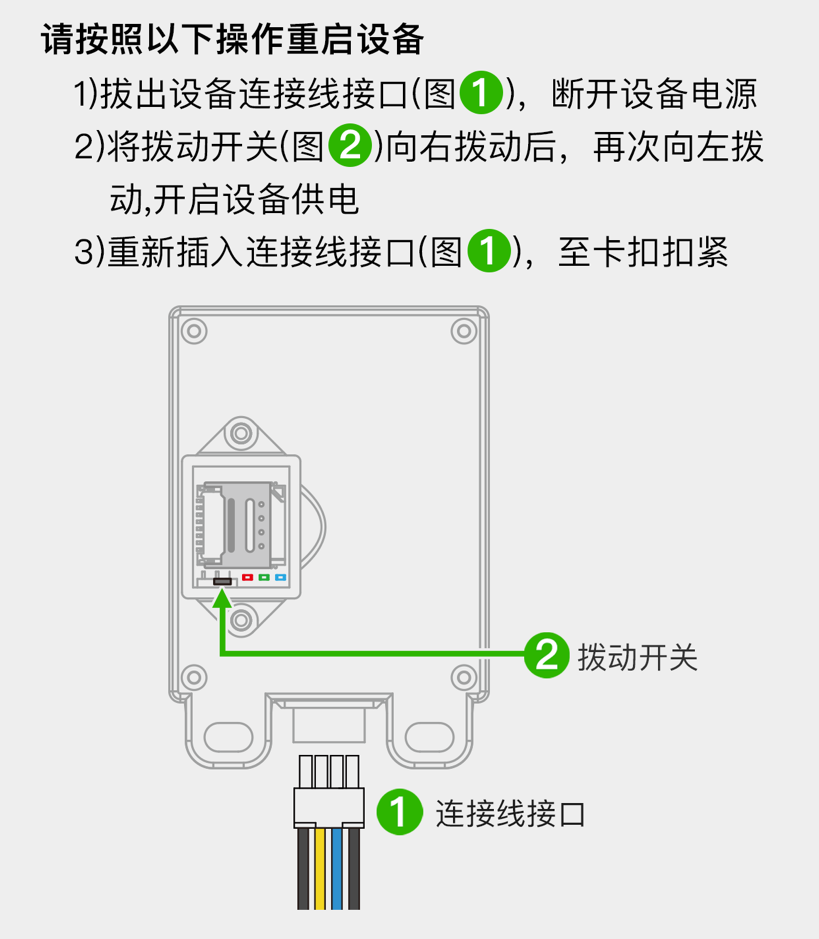 请按照以下操作重启设备
1)拔出设备连接线接口(图1)，断开设备电源
2)将拨动开关(图2)向右拨动后，再次向左拨
动,开启设备供电
3)重新插入连接线接口(图1)，至卡扣扣紧
2 拨动开关
1 连接线接口